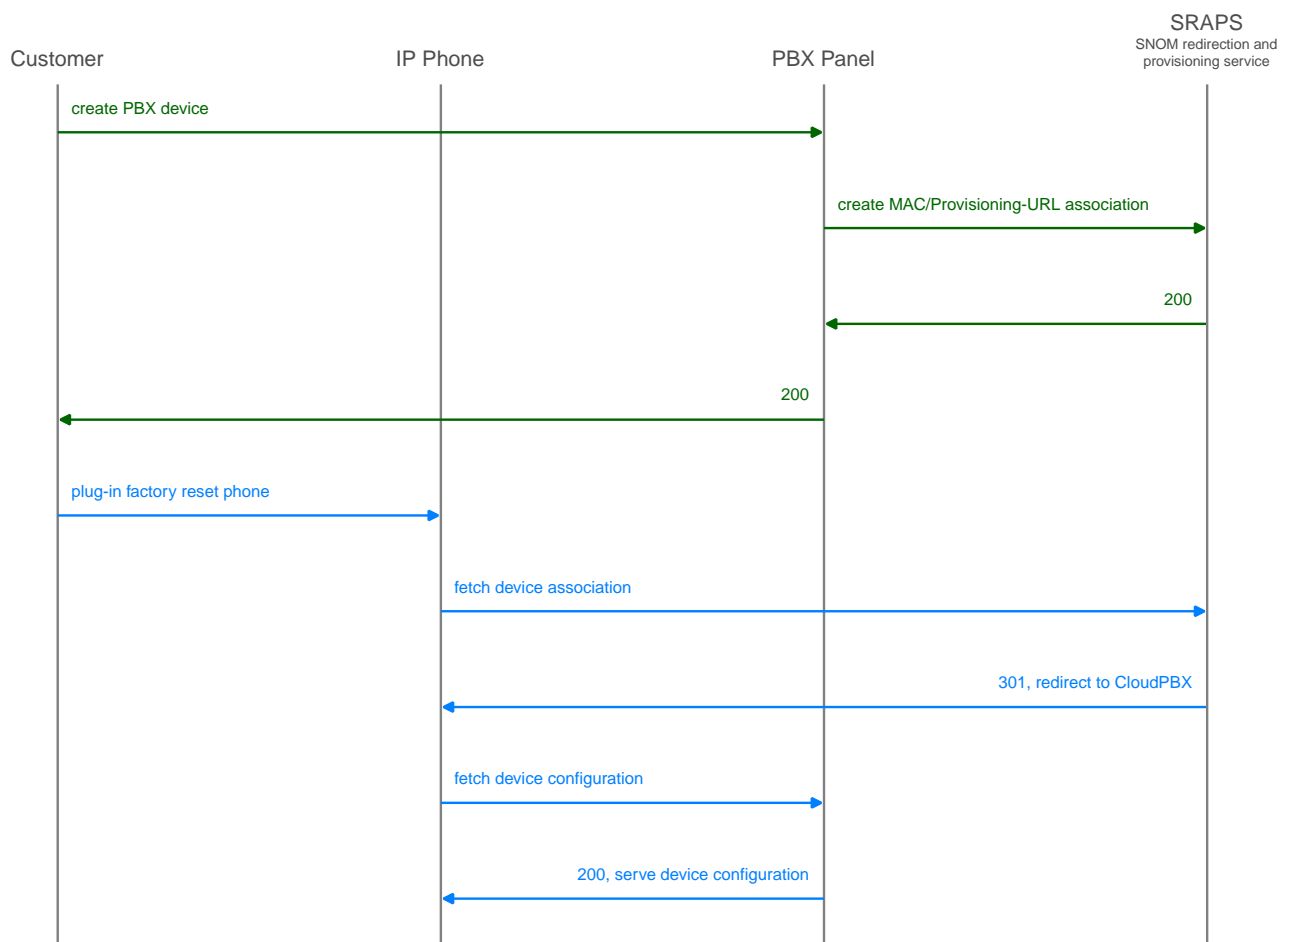 SRAPS
SNOM redirection and
provisioning service
Customer
IP Phone
PBX Panel
create PBX device
create MAC/Provisioning-URL association
200
200
plug-in factory reset phone
fetch device association
301, redirect to CloudPBX
fetch device configuration
200, serve device configuration